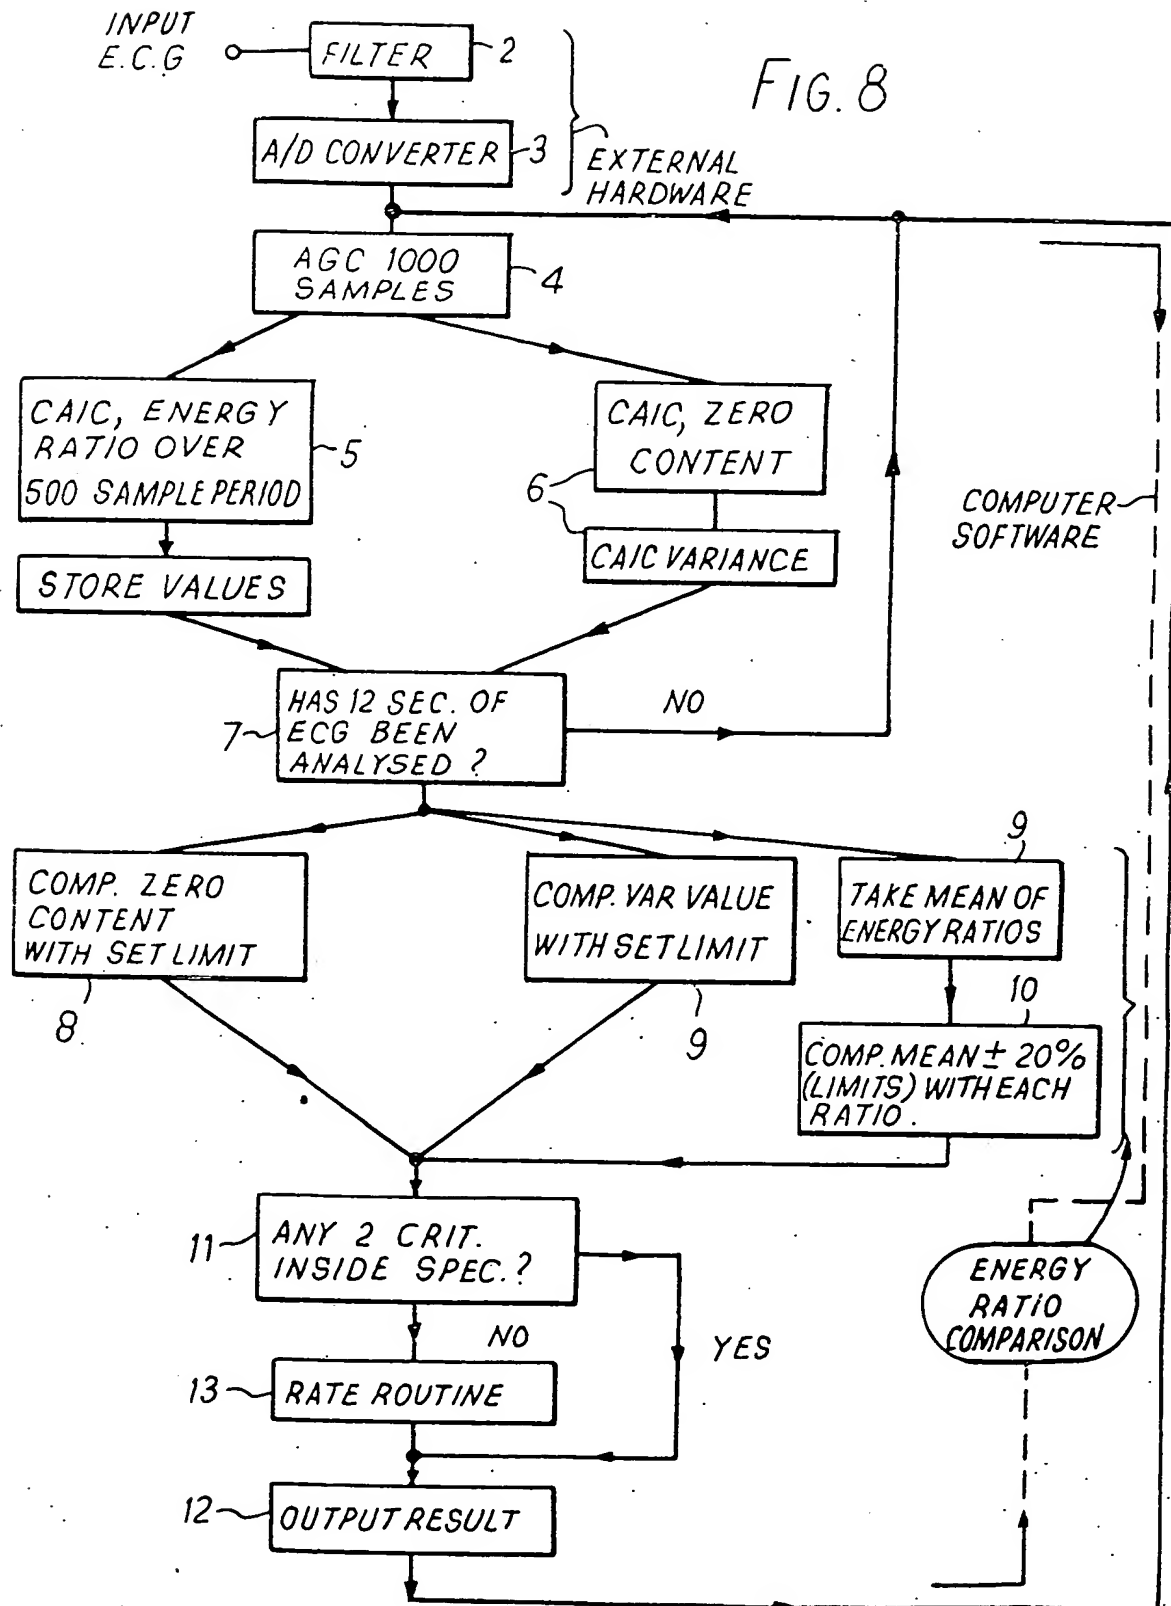 INPUT
E.C.G
FILTER
2
FIG. 8
A/D CONVERTER
3
EXTERNAL
HARDWARE
AGC 1000
SAMPLES
4
CAIC, ENERGY
RATIO OVER
500 SAMPLE PERIOD
5
CAIC, ZERO
CONTENT
6
COMPUTER
SOFTWARE
STORE VALUES
CAIC VARIANCE
HAS 12 SEC. OF
ECG BEEN
ANALYSED ?
7
NO
COMP. ZERO
CONTENT
WITH SET LIMIT
8
COMP. VAR VALUE
WITH SET LIMIT
9
9
TAKE MEAN OF
ENERGY RATIOS
10
COMP. MEAN ± 20%
(LIMITS) WITH EACH
RATIO.
11
ANY 2 CRIT.
INSIDE SPEC.?
NO
YES
ENERGY
RATIO
COMPARISON
13
RATE ROUTINE
12
OUTPUT RESULT